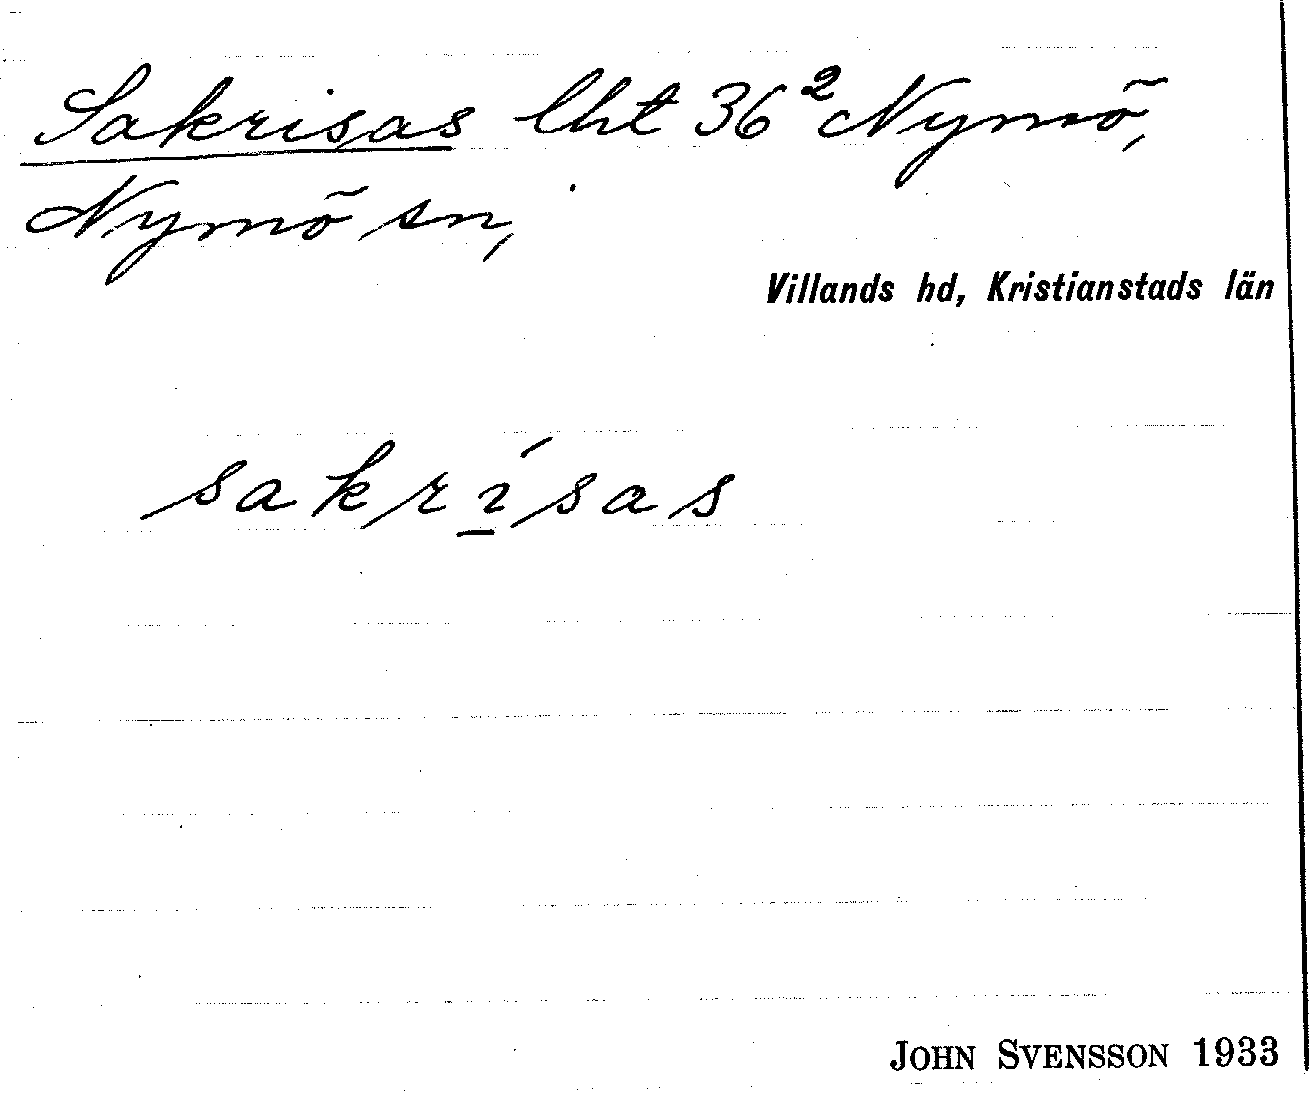 Sakrisas lht 36² Nymö,
Nymö sn,
Villands hd, Kristianstads län
sakrísas
JOHN SVENSSON 1933